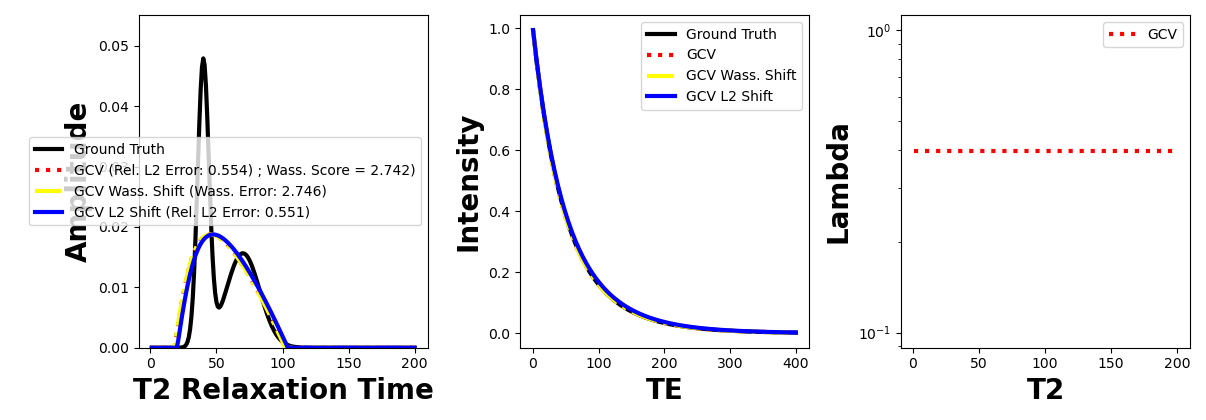 Amplitude
0.05
0.04
0.03
0.02
0.01
0.00
Ground Truth
GCV (Rel. L2 Error: 0.554) ; Wass. Score = 2.742)
GCV Wass. Shift (Wass. Error: 2.746)
GCV L2 Shift (Rel. L2 Error: 0.551)
0 50 100 150 200
T2 Relaxation Time
Intensity
1.0
0.8
0.6
0.4
0.2
0.0
Ground Truth
GCV
GCV Wass. Shift
GCV L2 Shift
0 100 200 300 400
TE
Lambda
10⁰
10⁻¹
GCV
0 50 100 150 200
T2